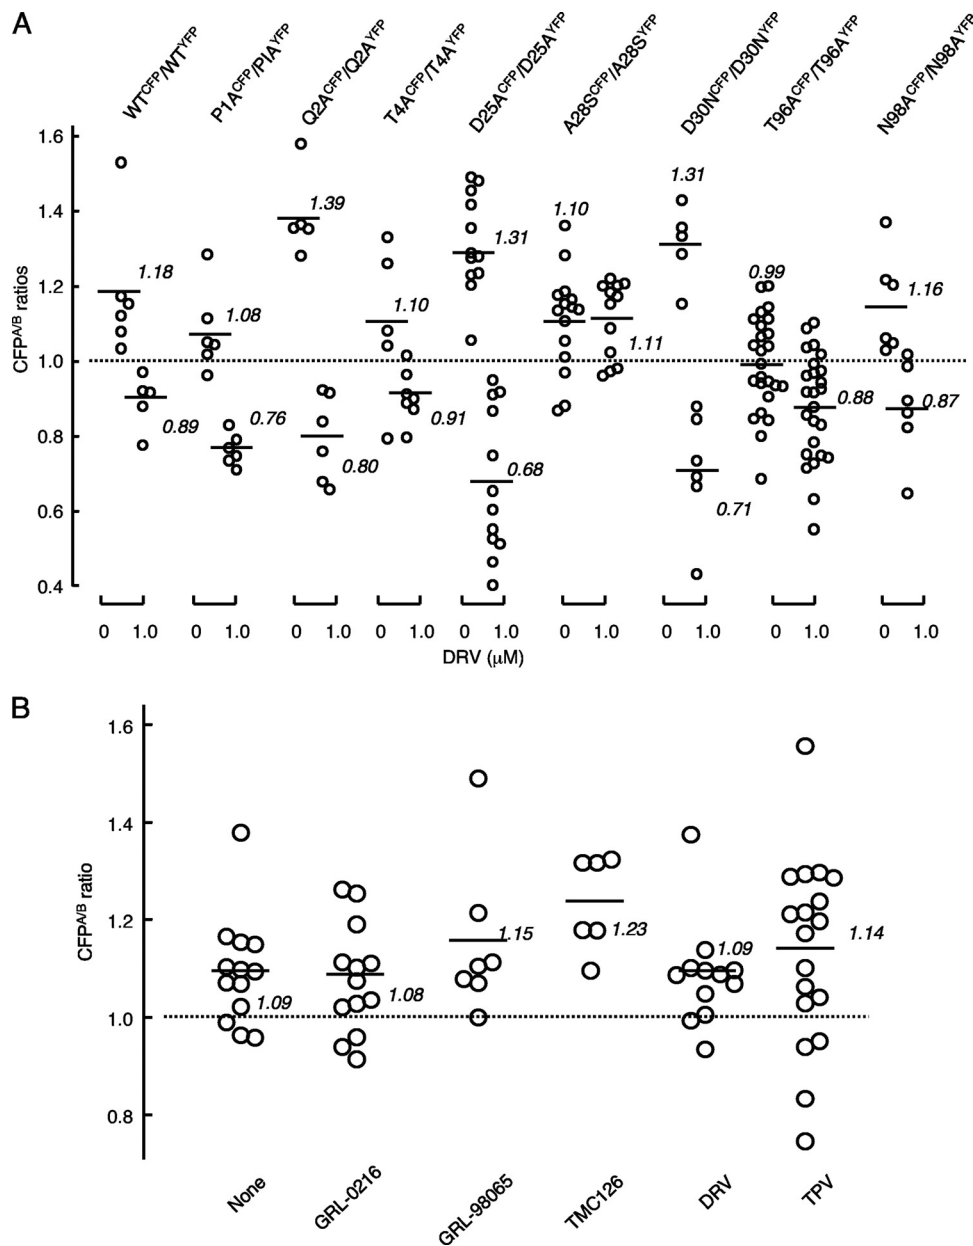 A
WT^CFP/WT^YFP
P1A^CFP/PIA^YFP
Q2A^CFP/Q2A^YFP
T4A^CFP/T4A^YFP
D25A^CFP/D25A^YFP
A28S^CFP/A28S^YFP
D30N^CFP/D30N^YFP
T96A^CFP/T96A^YFP
N98A^CFP/N98A^YFP
CFP^A/B ratios
1.6
1.4
1.2
1.0
0.8
0.6
0.4
1.18
0.89
1.08
0.76
1.39
0.80
1.10
0.91
1.31
0.68
1.10
1.11
1.31
0.71
0.99
0.88
1.16
0.87
0 1.0 0 1.0 0 1.0 0 1.0 0 1.0 0 1.0 0 1.0 0 1.0 0 1.0
DRV (μM)
B
CFP^A/B ratio
1.6
1.4
1.2
1.0
0.8
1.09
1.08
1.15
1.23
1.09
1.14
None
GRL-0216
GRL-98065
TMC126
DRV
TPV